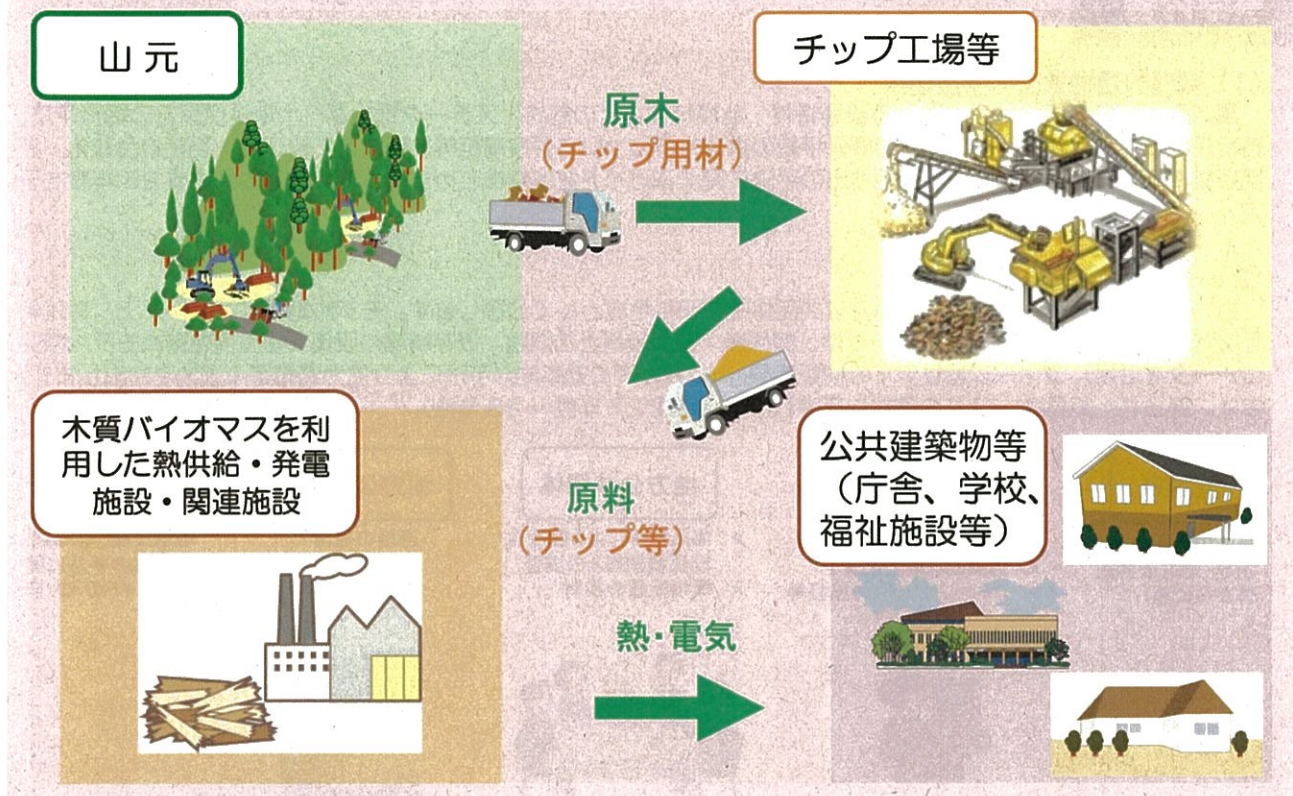 山元
チップ工場等
原木
（チップ用材）
木質バイオマスを利
用した熱供給・発電
施設・関連施設
原料
（チップ等）
公共建築物等
（庁舎、学校、
福祉施設等）
熱・電気